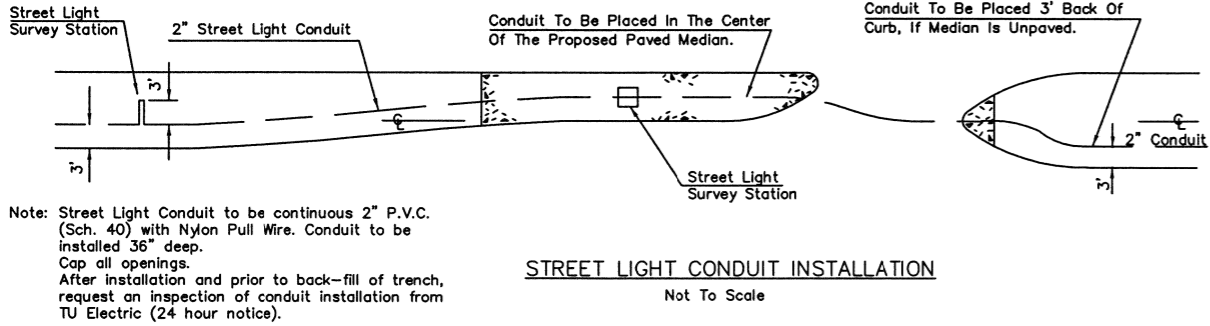 Street Light
Survey Station
2" Street Light Conduit
Conduit To Be Placed In The Center
Of The Proposed Paved Median.
Conduit To Be Placed 3' Back Of
Curb, If Median Is Unpaved.
3'
3'
℄
℄
2" Conduit
3'
Street Light
Survey Station
Note: Street Light Conduit to be continuous 2" P.V.C.
(Sch. 40) with Nylon Pull Wire. Conduit to be
installed 36" deep.
Cap all openings.
After installation and prior to back-fill of trench,
request an inspection of conduit installation from
TU Electric (24 hour notice).
STREET LIGHT CONDUIT INSTALLATION
Not To Scale